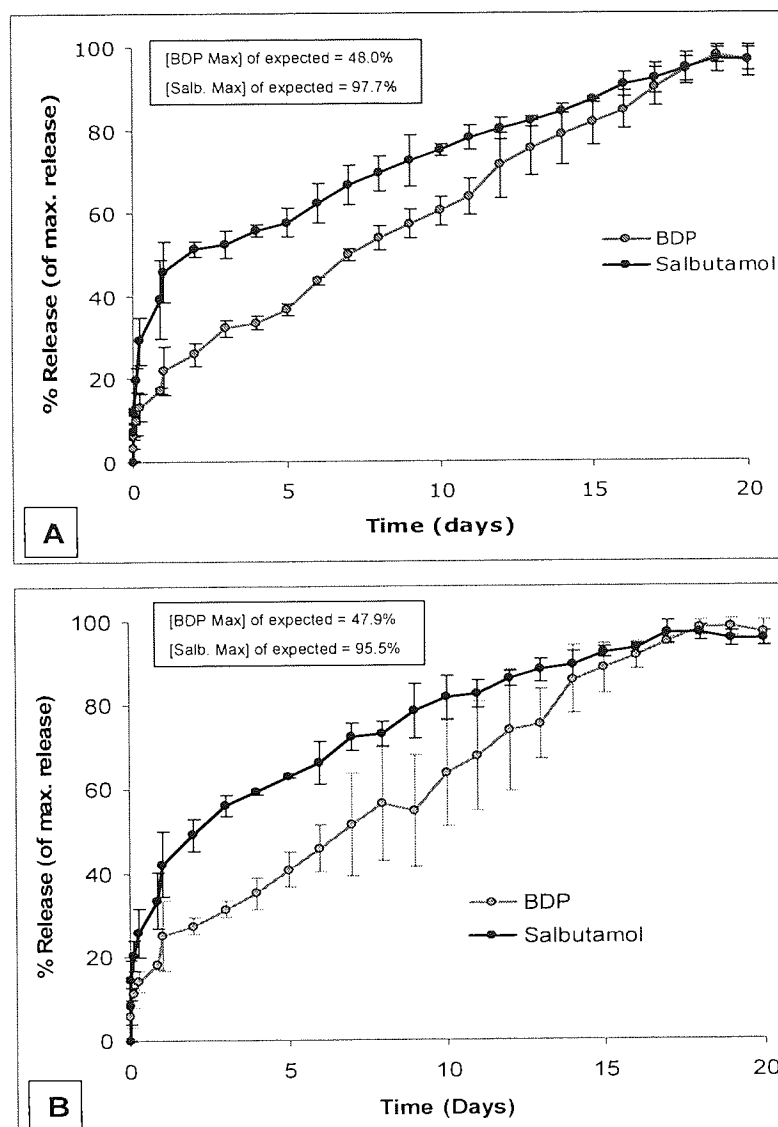 [BDP Max] of expected = 48.0%
[Salb. Max] of expected = 97.7%
% Release (of max. release)
100
80
60
40
20
0
BDP
Salbutamol
0 5 10 15 20
Time (days)
A
[BDP Max] of expected = 47.9%
[Salb. Max] of expected = 95.5%
% Release (of max. release)
100
80
60
40
20
0
BDP
Salbutamol
0 5 10 15 20
Time (Days)
B